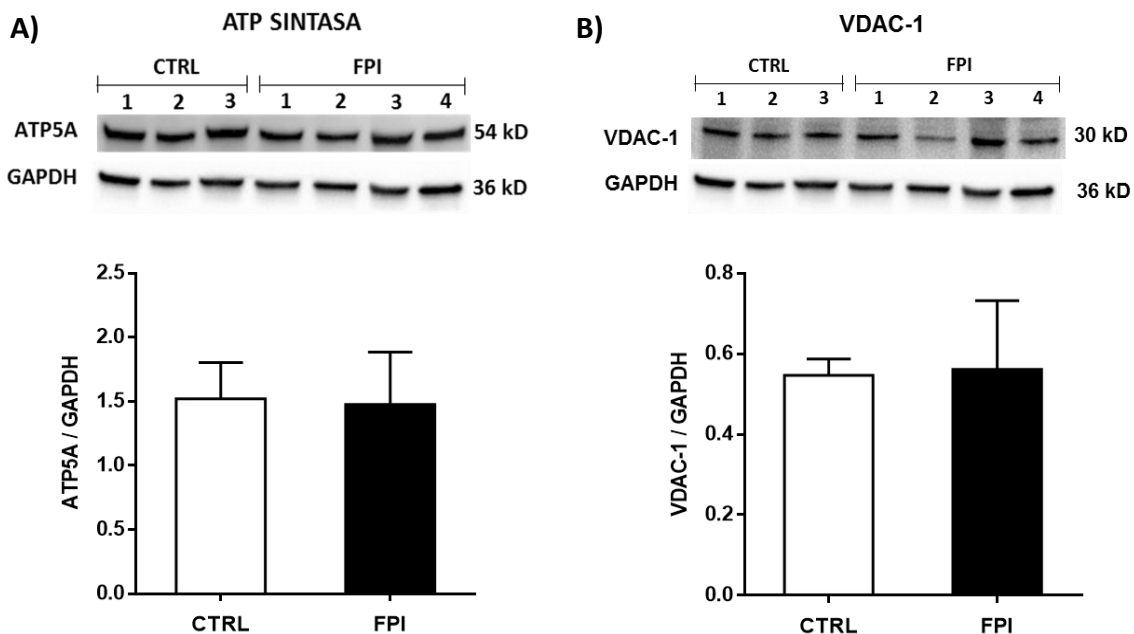 A)
ATP SINTASA
CTRL FPI
1 2 3 1 2 3 4
ATP5A 54 kD
GAPDH 36 kD
2.5
2.0
1.5
1.0
0.5
0.0
ATP5A / GAPDH
CTRL FPI
B)
VDAC-1
CTRL FPI
1 2 3 1 2 3 4
VDAC-1 30 kD
GAPDH 36 kD
0.8
0.6
0.4
0.2
0.0
VDAC-1 / GAPDH
CTRL FPI